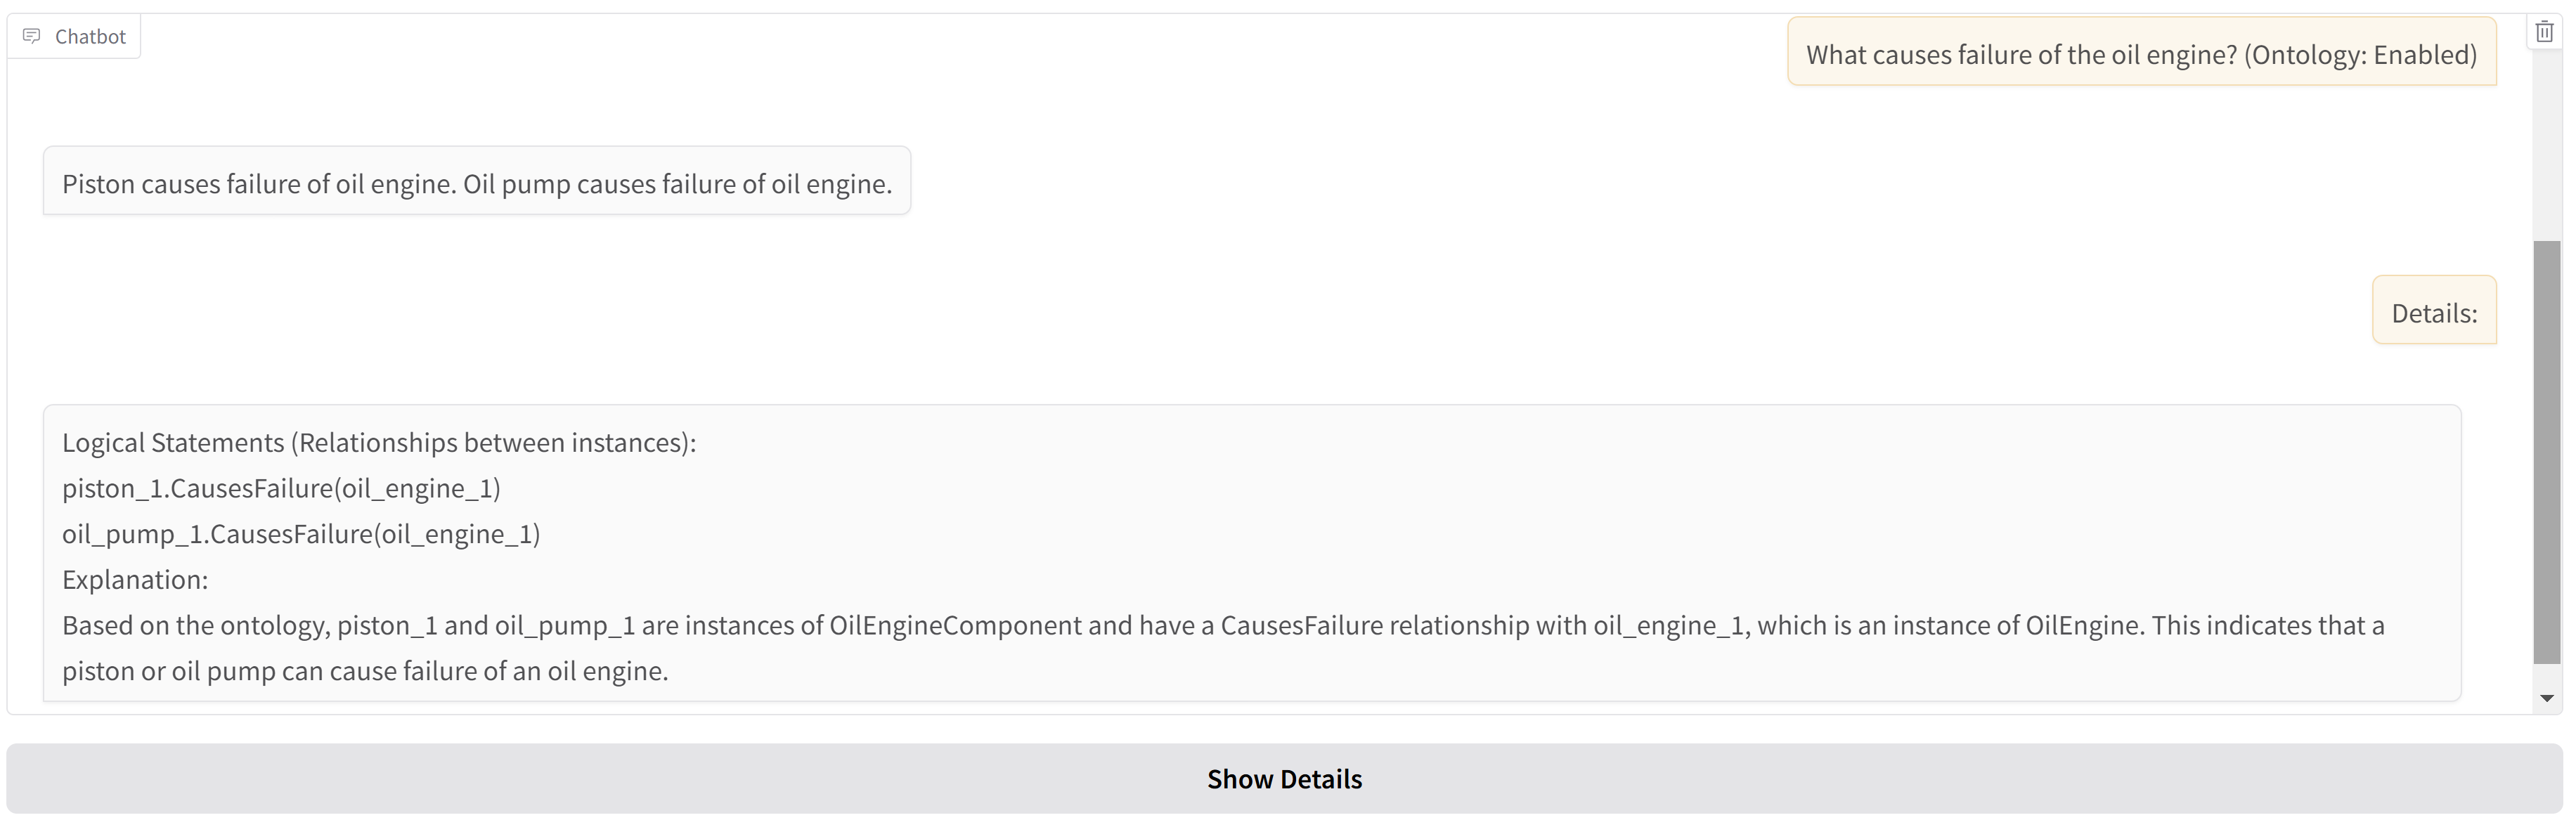 Chatbot
What causes failure of the oil engine? (Ontology: Enabled)
Piston causes failure of oil engine. Oil pump causes failure of oil engine.
Details:
Logical Statements (Relationships between instances):
piston_1.CausesFailure(oil_engine_1)
oil_pump_1.CausesFailure(oil_engine_1)
Explanation:
Based on the ontology, piston_1 and oil_pump_1 are instances of OilEngineComponent and have a CausesFailure relationship with oil_engine_1, which is an instance of OilEngine. This indicates that a
piston or oil pump can cause failure of an oil engine.
Show Details